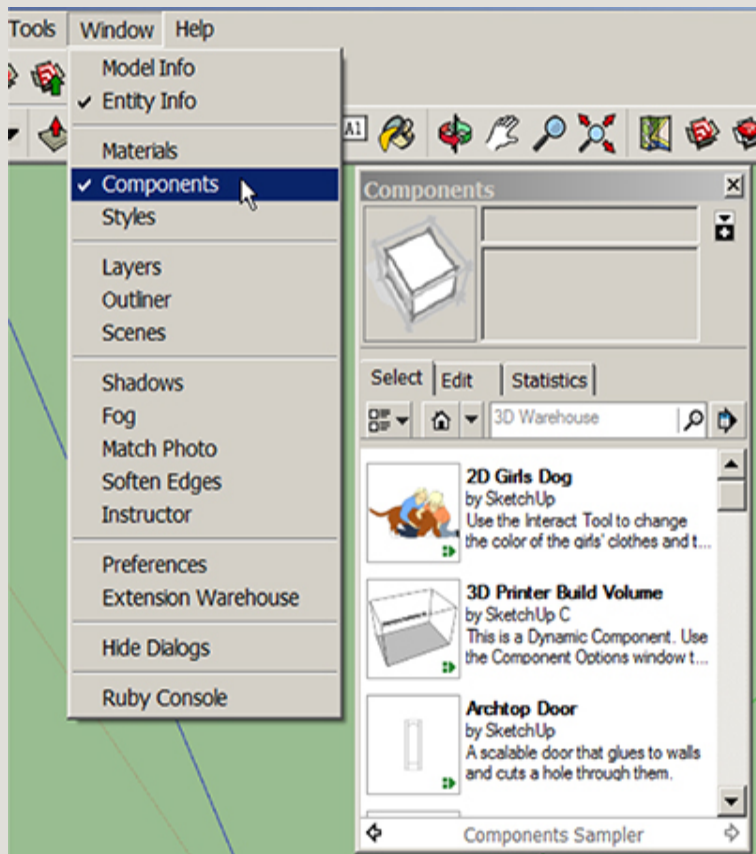 Tools Window Help
Model Info
Entity Info
Materials
Components
Styles
Layers
Outliner
Scenes
Shadows
Fog
Match Photo
Soften Edges
Instructor
Preferences
Extension Warehouse
Hide Dialogs
Ruby Console
A1
Components
Select Edit Statistics
3D Warehouse
2D Girls Dog
by SketchUp
Use the Interact Tool to change
the color of the girls' clothes and t...
3D Printer Build Volume
by SketchUp C
This is a Dynamic Component. Use
the Component Options window t...
Archtop Door
by SketchUp
A scalable door that glues to walls
and cuts a hole through them.
Components Sampler